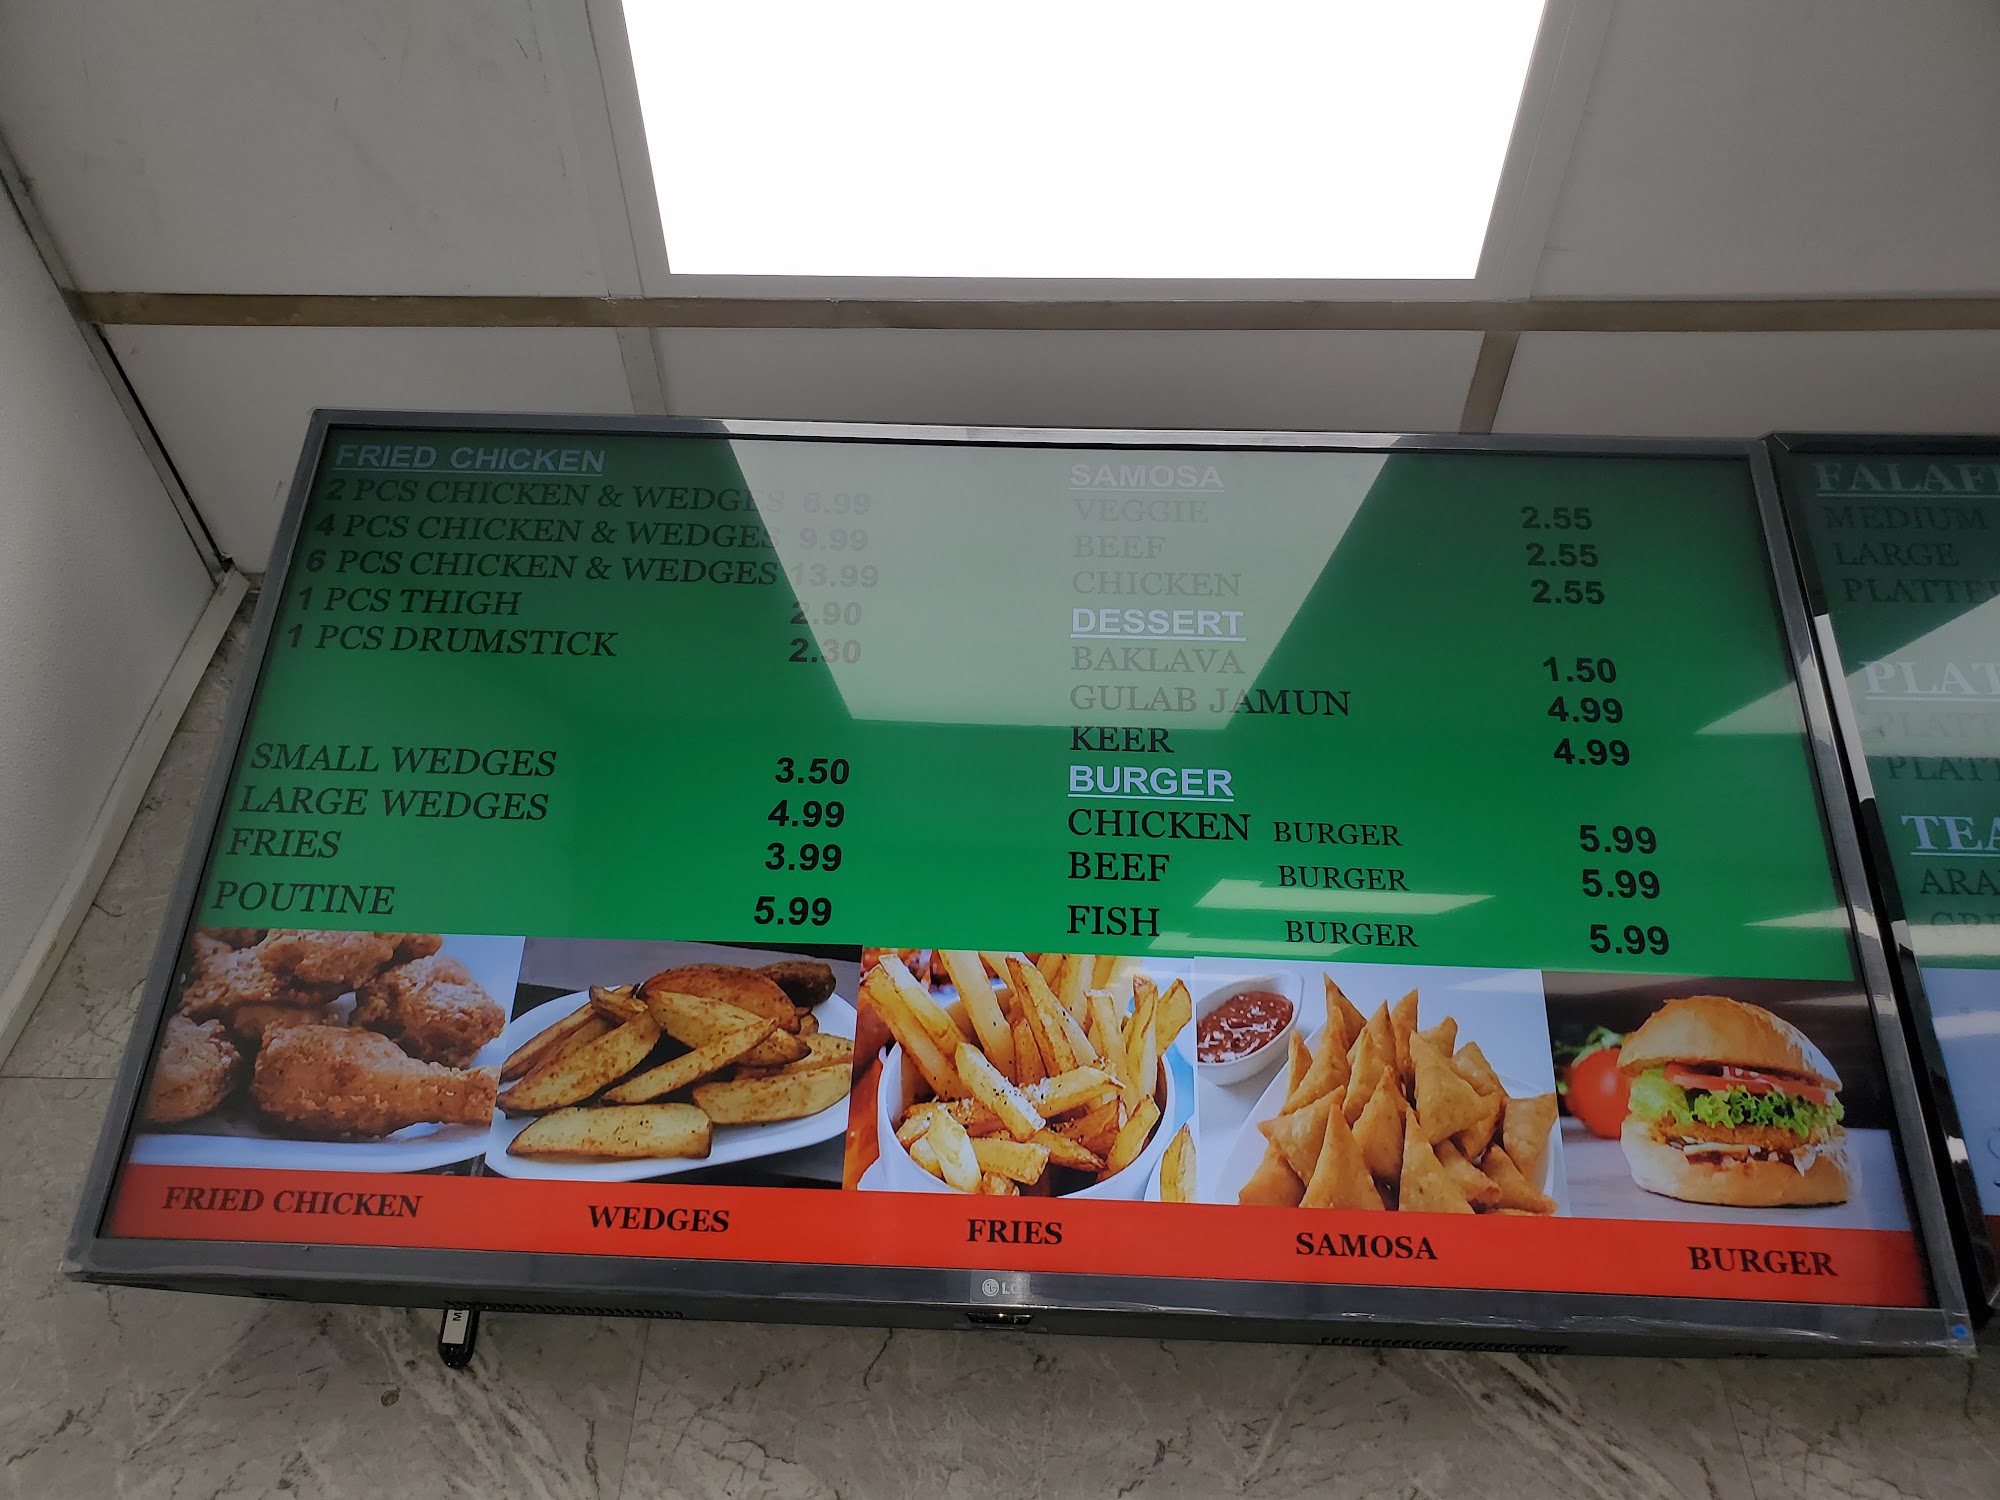 FRIED CHICKEN
2 PCS CHICKEN & WEDGES 6.99
4 PCS CHICKEN & WEDGES 9.99
6 PCS CHICKEN & WEDGES 13.99
1 PCS THIGH 2.90
1 PCS DRUMSTICK 2.30
SMALL WEDGES 3.50
LARGE WEDGES 4.99
FRIES 3.99
POUTINE 5.99
SAMOSA
VEGGIE 2.55
BEEF 2.55
CHICKEN 2.55
DESSERT
BAKLAVA 1.50
GULAB JAMUN 4.99
KEER 4.99
BURGER
CHICKEN BURGER 5.99
BEEF BURGER 5.99
FISH BURGER 5.99
FRIED CHICKEN
WEDGES
FRIES
SAMOSA
BURGER
LG
MEDIUM
LARGE